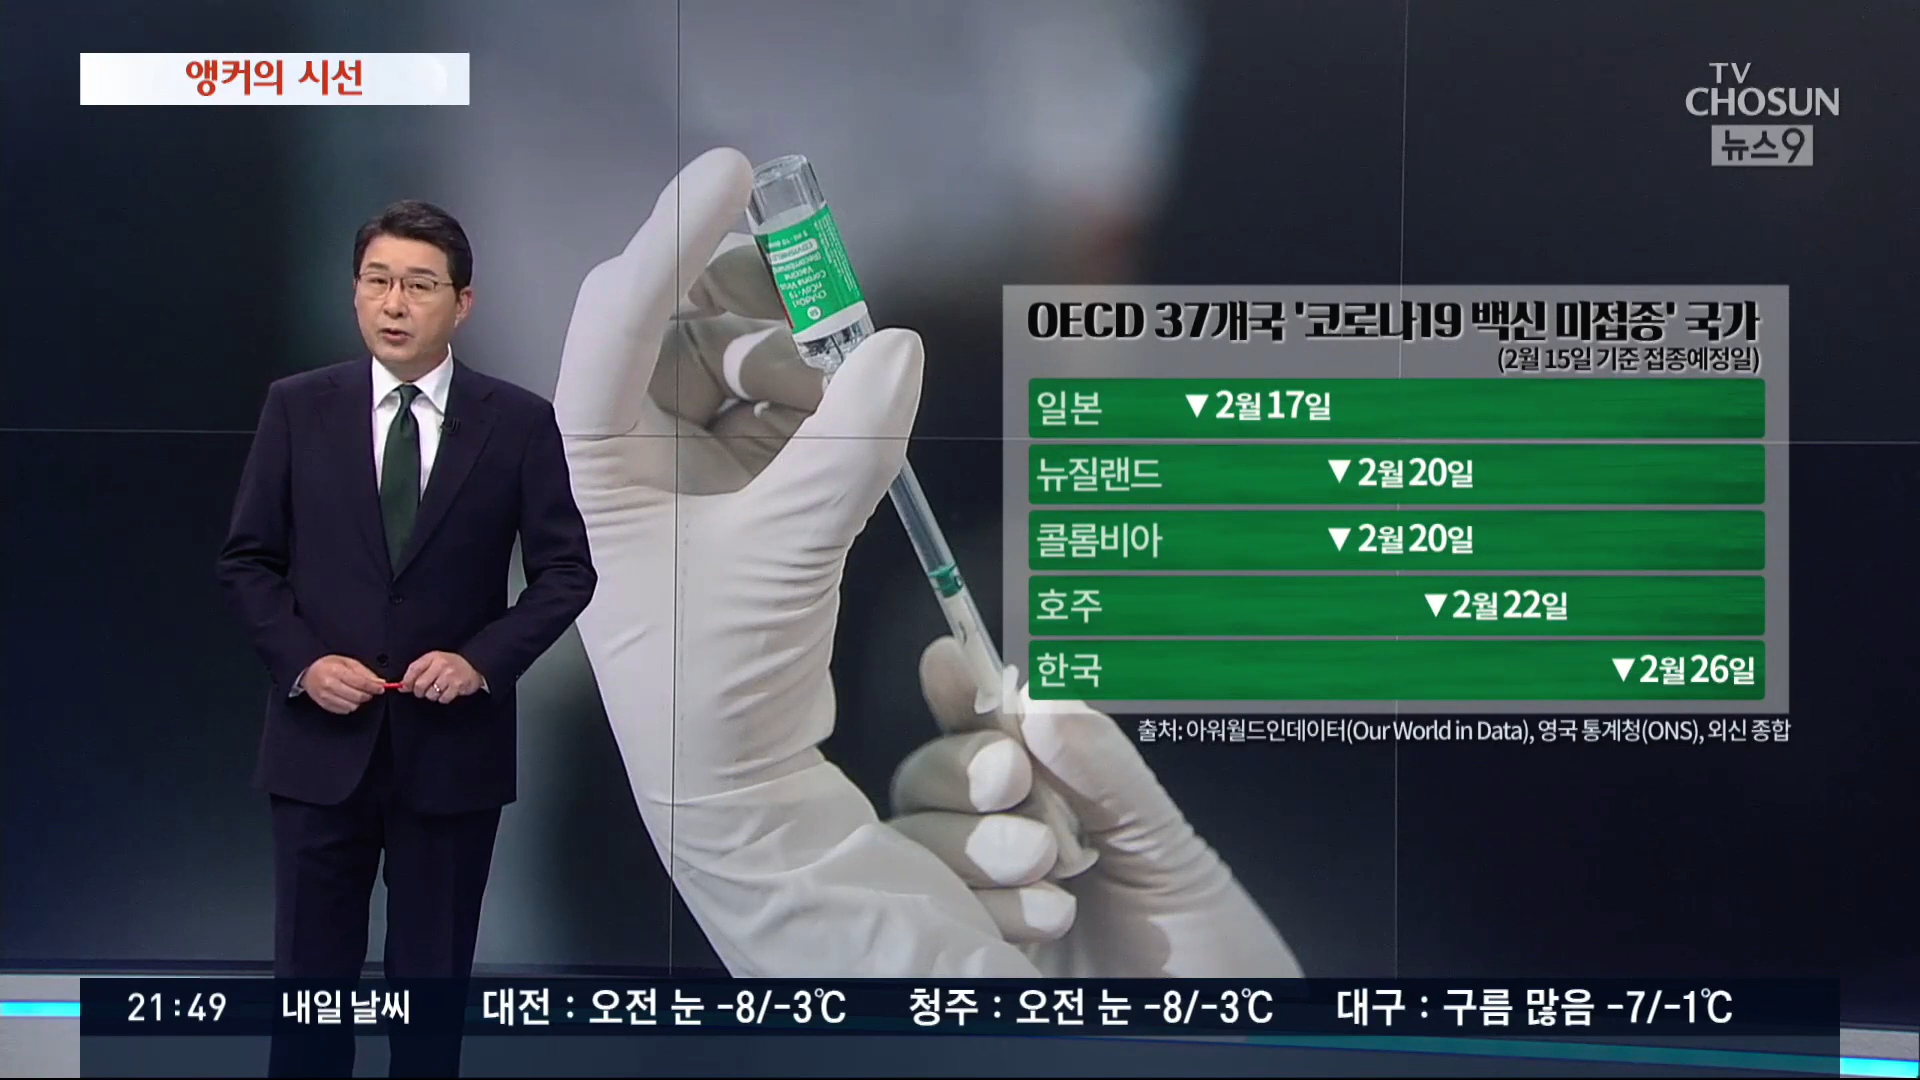 앵커의 시선
TV
CHOSUN
뉴스9
OECD 37개국 '코로나19 백신 미접종' 국가
(2월 15일 기준 접종예정일)
일본 ▼2월 17일
뉴질랜드 ▼2월 20일
콜롬비아 ▼2월 20일
호주 ▼2월 22일
한국 ▼2월 26일
출처: 아워월드인데이터(Our World in Data), 영국 통계청(ONS), 외신 종합
21:49 내일 날씨 대전 : 오전 눈 -8/-3℃ 청주 : 오전 눈 -8/-3℃ 대구 : 구름 많음 -7/-1℃